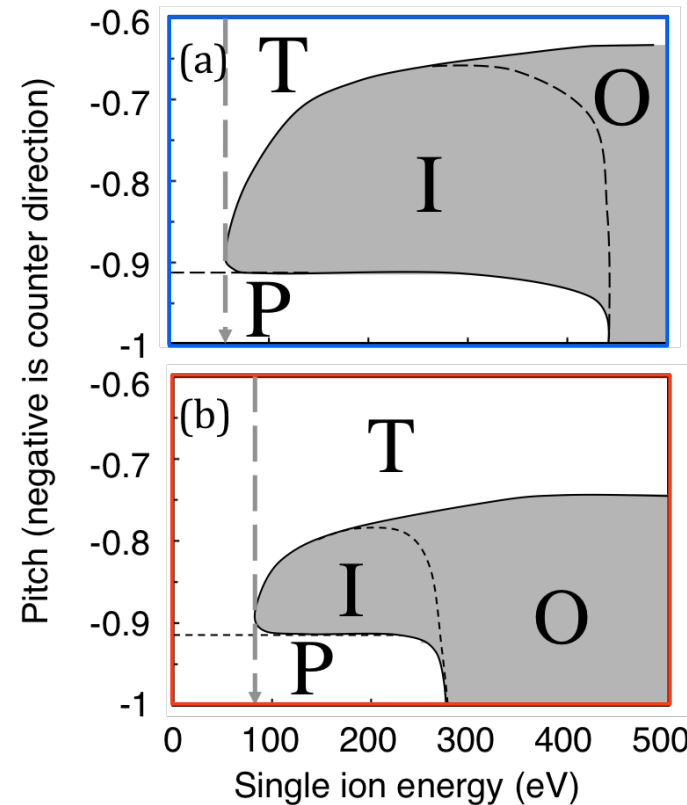 Pitch (negative is counter direction)
-0.6
(a)
T
O
-0.7
I
-0.8
-0.9
P
-1
-0.6
(b)
T
-0.7
-0.8
I
O
-0.9
P
-1
0 100 200 300 400 500
Single ion energy (eV)